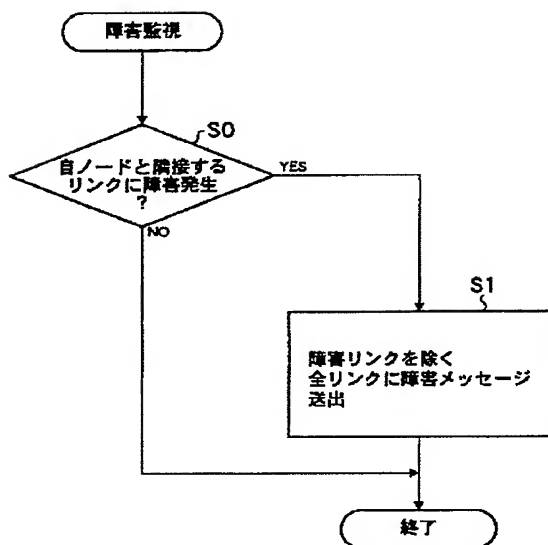 障害監視
S0
自ノードと隣接する
リンクに障害発生
?
YES
NO
S1
障害リンクを除く
全リンクに障害メッセージ
送出
終了